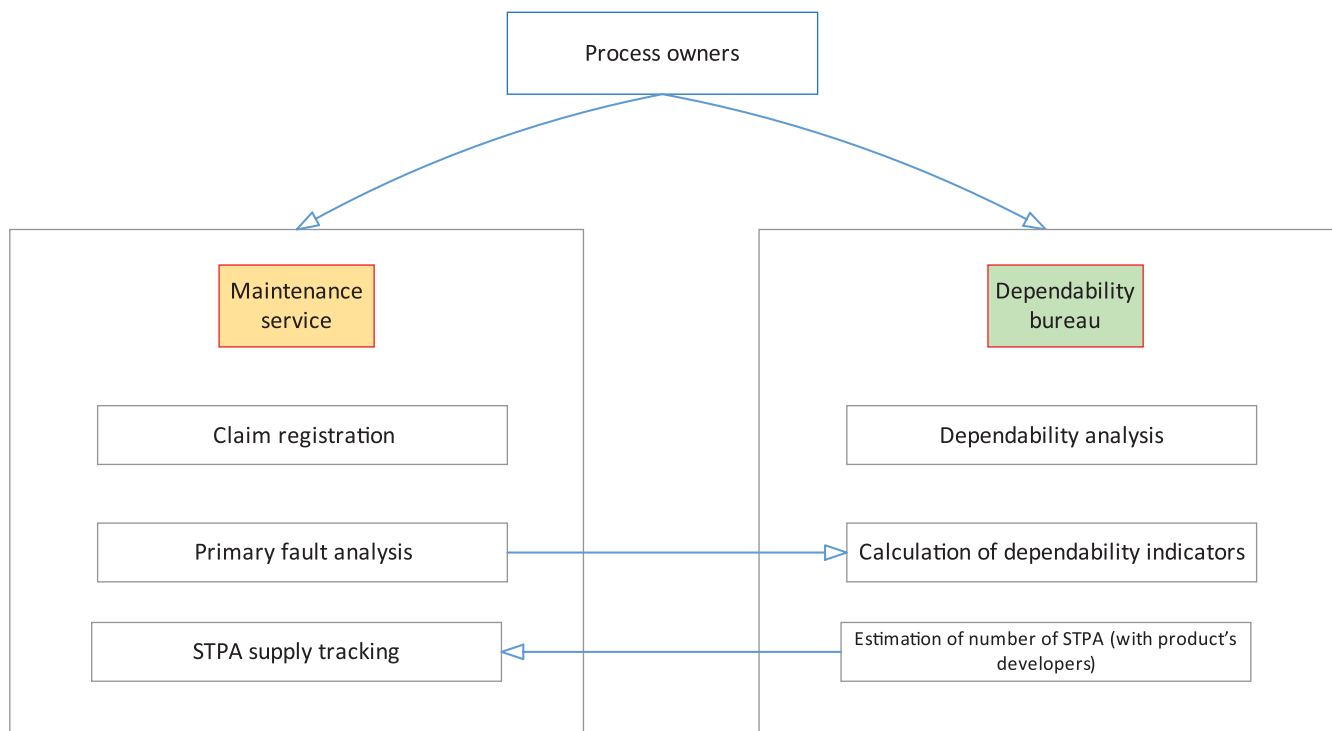 Process owners
Maintenance
service
Claim registration
Primary fault analysis
STPA supply tracking
Dependability
bureau
Dependability analysis
Calculation of dependability indicators
Estimation of number of STPA (with product’s
developers)